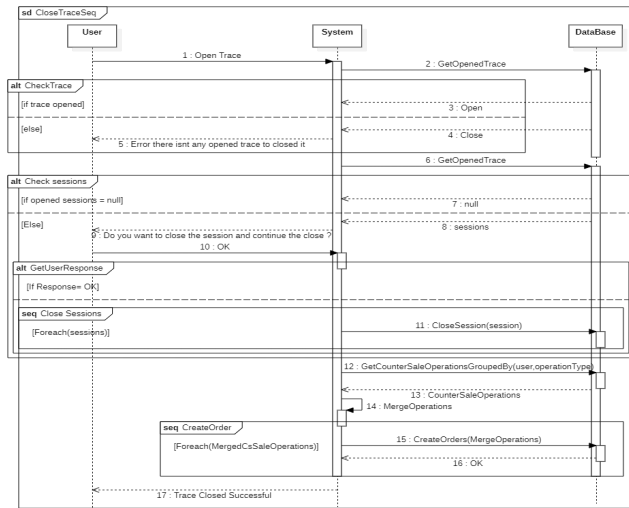 sd CloseTraceSeq
User
System
DataBase
1 : Open Trace
2 : GetOpenedTrace
alt CheckTrace
[if trace opened]
3 : Open
[else]
4 : Close
5 : Error there isnt any opened trace to closed it
6 : GetOpenedTrace
alt Check sessions
[if opened sessions = null]
7 : null
[Else]
8 : sessions
9 : Do you want to close the session and continue the close ?
10 : OK
alt GetUserResponse
[If Response= OK]
seq Close Sessions
[Foreach(sessions)]
11 : CloseSession(session)
12 : GetCounterSaleOperationsGroupedBy(user,operationType)
13 : CounterSaleOperations
14 : MergeOperations
seq CreateOrder
[Foreach(MergedCsSaleOperations)]
15 : CreateOrders(MergeOperations)
16 : OK
17 : Trace Closed Successful